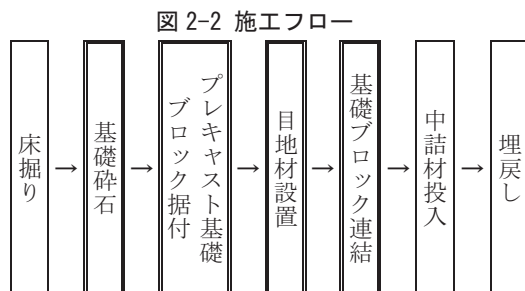 図 2-2 施工フロー
床掘り
→
基礎砕石
→
プレキャスト基礎
ブロック据付
→
目地材設置
→
基礎ブロック連結
→
中詰材投入
→
埋戻し